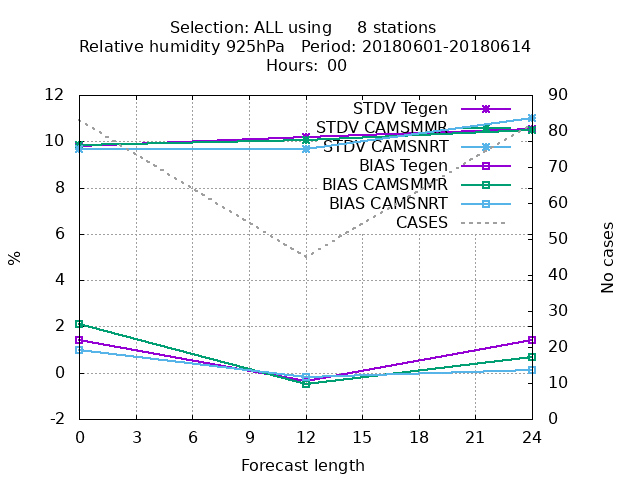 Selection: ALL using 8 stations
Relative humidity 925hPa Period: 20180601-20180614
Hours: 00
12
10
8
6
4
2
0
-2
%
STDV Tegen
STDV CAMSMMR
STDV CAMSNRT
BIAS Tegen
BIAS CAMSMMR
BIAS CAMSNRT
CASES
90
80
70
60
50
40
30
20
10
0
No cases
0 3 6 9 12 15 18 21 24
Forecast length